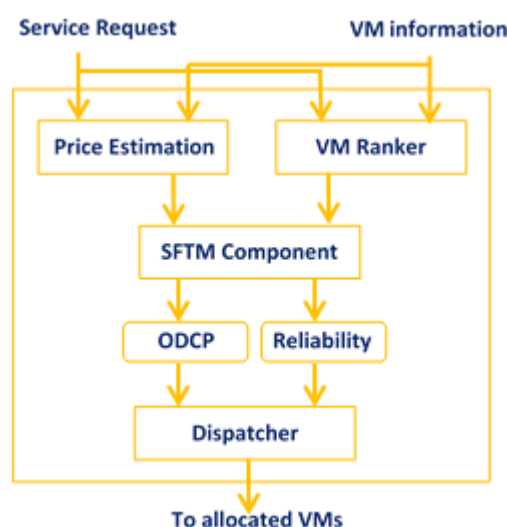 Service Request
VM information
Price Estimation
VM Ranker
SFTM Component
ODCP
Reliability
Dispatcher
To allocated VMs